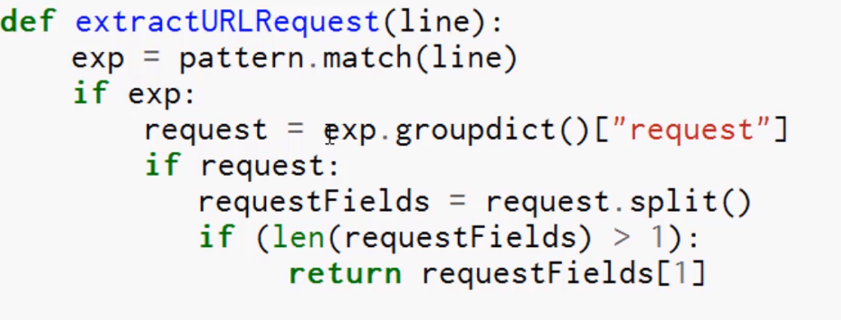 def extractURLRequest(line):
    exp = pattern.match(line)
    if exp:
        request = exp.groupdict()["request"]
        if request:
           requestFields = request.split()
           if (len(requestFields) > 1):
                return requestFields[1]